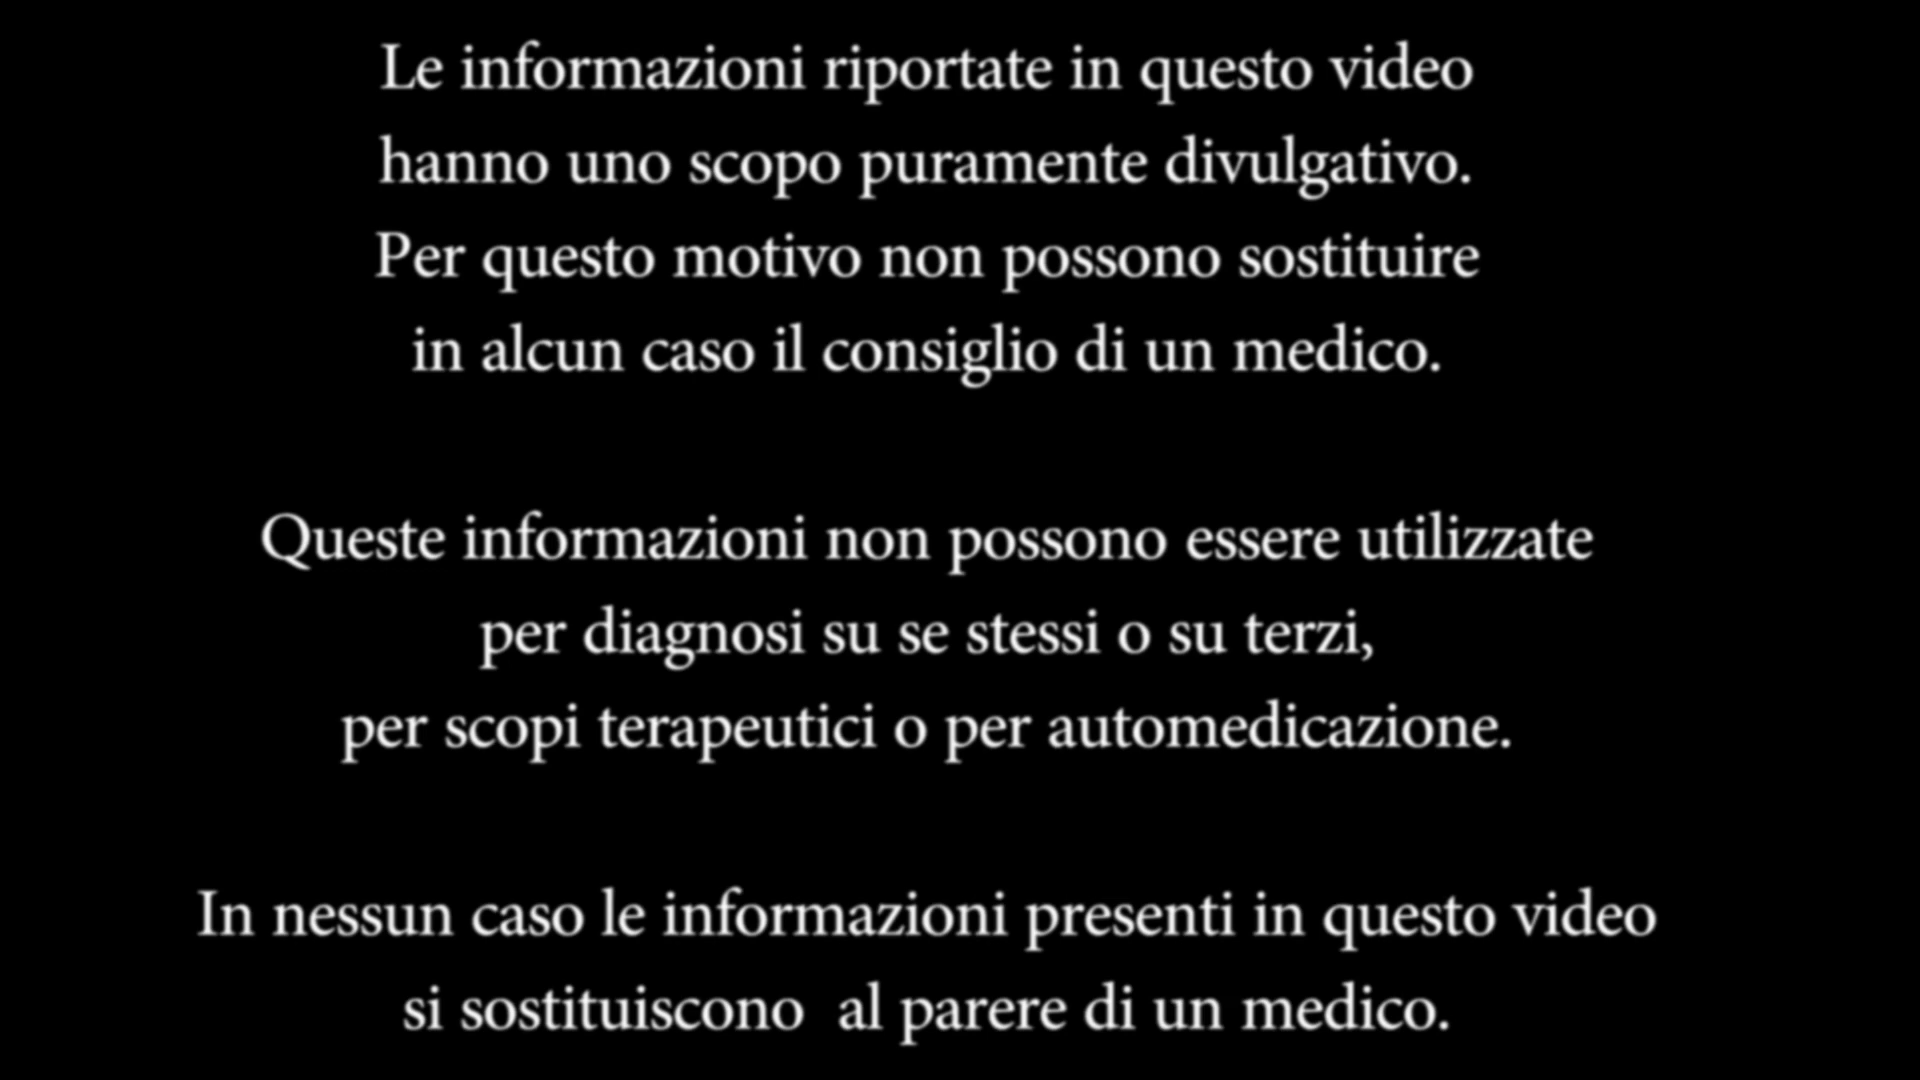 Le informazioni riportate in questo video
hanno uno scopo puramente divulgativo.
Per questo motivo non possono sostituire
in alcun caso il consiglio di un medico.
Queste informazioni non possono essere utilizzate
per diagnosi su se stessi o su terzi,
per scopi terapeutici o per automedicazione.
In nessun caso le informazioni presenti in questo video
si sostituiscono  al parere di un medico.